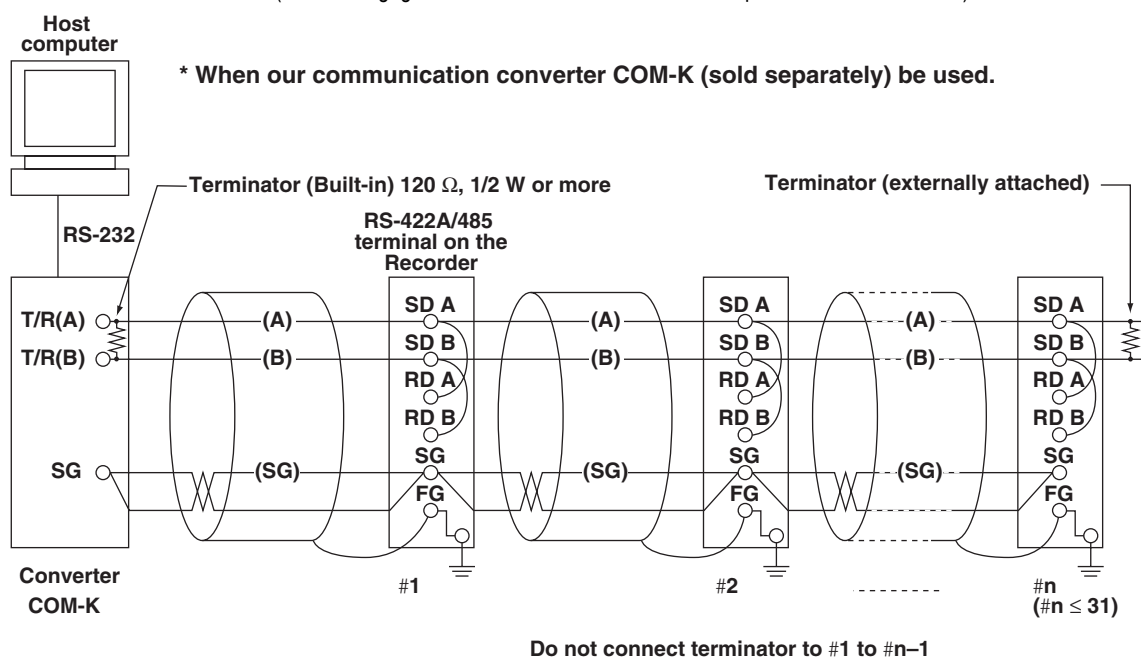 Host
computer
* When our communication converter COM-K (sold separately) be used.
Terminator (Built-in) 120 Ω, 1/2 W or more
Terminator (externally attached)
RS-232
RS-422A/485
terminal on the
Recorder
T/R(A)
T/R(B)
SG
(A)
(B)
(SG)
SD A
SD B
RD A
RD B
SG
FG
(A)
(B)
(SG)
SD A
SD B
RD A
RD B
SG
FG
(A)
(B)
(SG)
SD A
SD B
RD A
RD B
SG
FG
Converter
COM-K
#1
#2
#n
(#n ≤ 31)
Do not connect terminator to #1 to #n–1